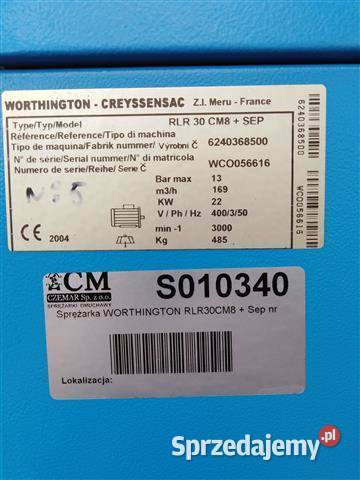 WORTHINGTON - CREYSSENSAC Z.I. Meru - France
Type/Typ/Model RLR 30 CM8 + SEP
Référence/Reference/Tipo di machina
Tipo de maquina/Fabrik nummer/ Výrobní Č 6240368500
N° de série/Serial nummer/N° di matricola WCO056616
Numero de serie/Reihe/ Serie Č
Bar max 13
m3/h 169
KW 22
V / Ph / Hz 400/3/50
min -1 3000
Kg 485
N: 5
CE 2004
6240368500
WCO056616
CM
CZEMAR Sp. z o.o.
SPRĘŻARKI DMUCHAWY
S010340
Sprężarka WORTHINGTON RLR30CM8 + Sep nr
Lokalizacja:
Sprzedajemy.pl